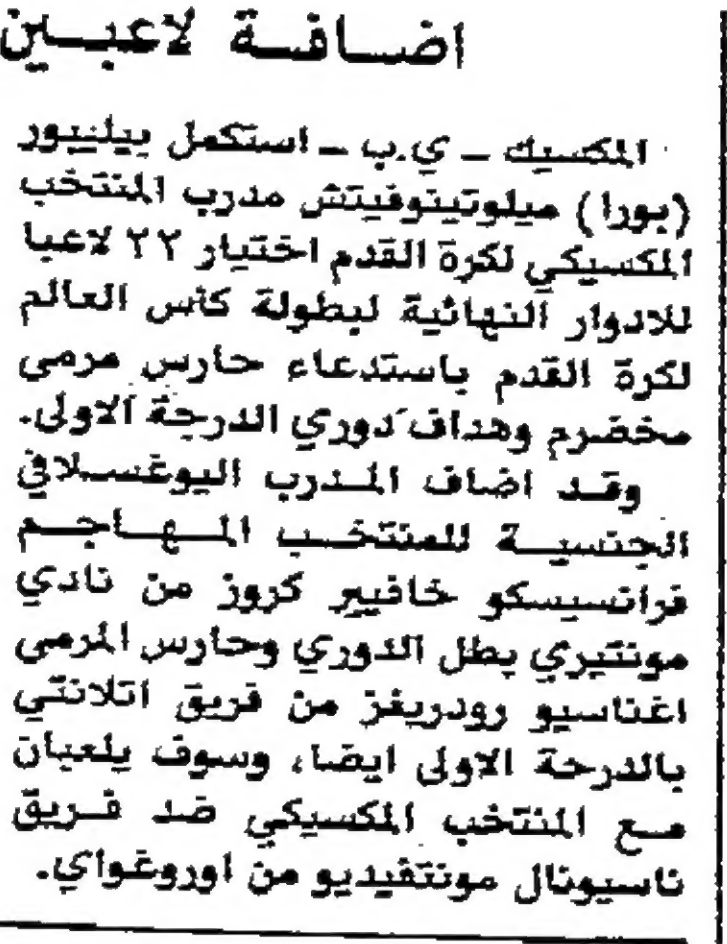 اضافة لاعبين
المكسيك - ي.ب - استكمل بيليبور
(بورا) ميلوتينوفيتش مدرب المنتخب
المكسيكي لكرة القدم اختيار ٢٢ لاعبا
للادوار النهائية لبطولة كأس العالم
لكرة القدم باستدعاء حارس مرمى
مخضرم وهداف دوري الدرجة الاولى.
وقد اضاف المدرب اليوغسلافي
الجنسية للمنتخب المهاجم
فرانسيسكو خافيير كروز من نادي
مونتيري بطل الدوري وحارس المرمى
اغناسيو رودريغز من فريق اتلانتي
بالدرجة الاولى ايضا، وسوف يلعبان
مع المنتخب المكسيكي ضد فريق
ناسيونال مونتفيديو من اوروغواي.